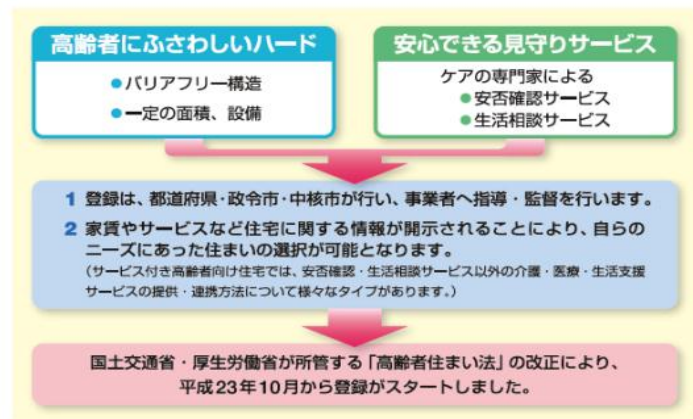 高齢者にふさわしいハード
●バリアフリー構造
●一定の面積、設備
安心できる見守りサービス
ケアの専門家による
●安否確認サービス
●生活相談サービス
1 登録は、都道府県・政令市・中核市が行い、事業者へ指導・監督を行います。
2 家賃やサービスなど住宅に関する情報が開示されることにより、自らの
ニーズにあった住まいの選択が可能となります。
(サービス付き高齢者向け住宅では、安否確認・生活相談サービス以外の介護・医療・生活支援
サービスの提供・連携方法について様々なタイプがあります。)
国土交通省・厚生労働省が所管する「高齢者住まい法」の改正により、
平成23年10月から登録がスタートしました。